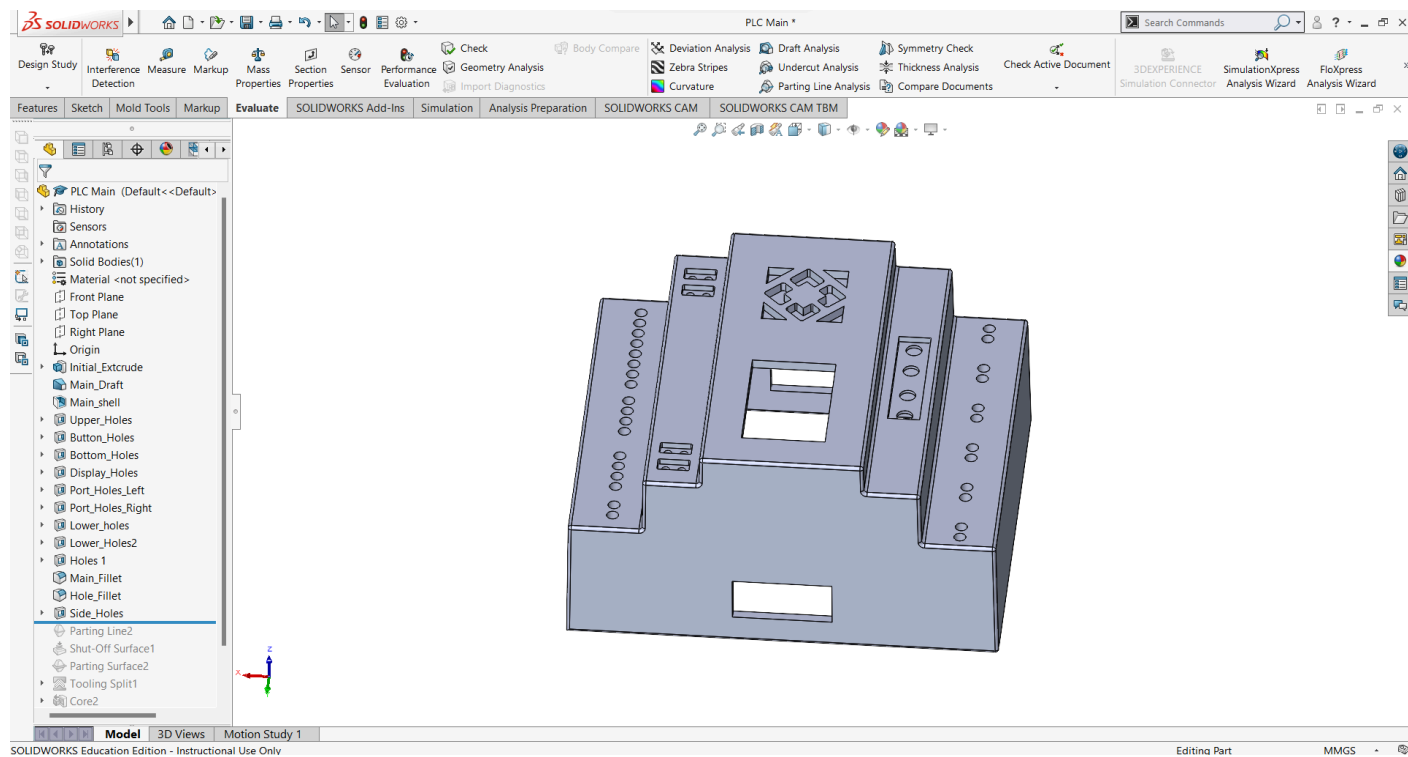 SOLIDWORKS
PLC Main *
Search Commands
Design Study
Interference Detection
Measure
Markup
Mass Properties
Section Properties
Sensor
Performance Evaluation
Check
Geometry Analysis
Import Diagnostics
Body Compare
Deviation Analysis
Zebra Stripes
Curvature
Draft Analysis
Undercut Analysis
Parting Line Analysis
Symmetry Check
Thickness Analysis
Compare Documents
Check Active Document
3DEXPERIENCE Simulation Connector
SimulationXpress Analysis Wizard
FloXpress Analysis Wizard
Features Sketch Mold Tools Markup Evaluate SOLIDWORKS Add-Ins Simulation Analysis Preparation SOLIDWORKS CAM SOLIDWORKS CAM TBM
PLC Main (Default<<Default>
History
Sensors
Annotations
Solid Bodies(1)
Material <not specified>
Front Plane
Top Plane
Right Plane
Origin
Initial_Extcrude
Main_Draft
Main_shell
Upper_Holes
Button_Holes
Bottom_Holes
Display_Holes
Port_Holes_Left
Port_Holes_Right
Lower_holes
Lower_Holes2
Holes 1
Main_Fillet
Hole_Fillet
Side_Holes
Parting Line2
Shut-Off Surface1
Parting Surface2
Tooling Split1
Core2
Z
X
Model 3D Views Motion Study 1
SOLIDWORKS Education Edition - Instructional Use Only
Editing Part
MMGS